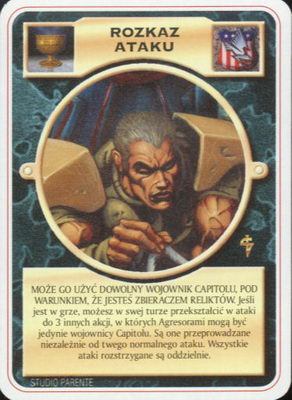 ROZKAZ
ATAKU
MOŻE GO UŻYĆ DOWOLNY WOJOWNIK CAPITOLU, POD
WARUNKIEM, ŻE JESTEŚ ZBIERACZEM RELIKTÓW. Jeśli
jest w grze, możesz w swej turze przekształcić w ataki
do 3 innych akcji, w których Agresorami mogą być
jedynie wojownicy Capitolu. Są one przeprowadzane
niezależnie od twego normalnego ataku. Wszystkie
ataki rozstrzygane są oddzielnie.
STUDIO PARENTE